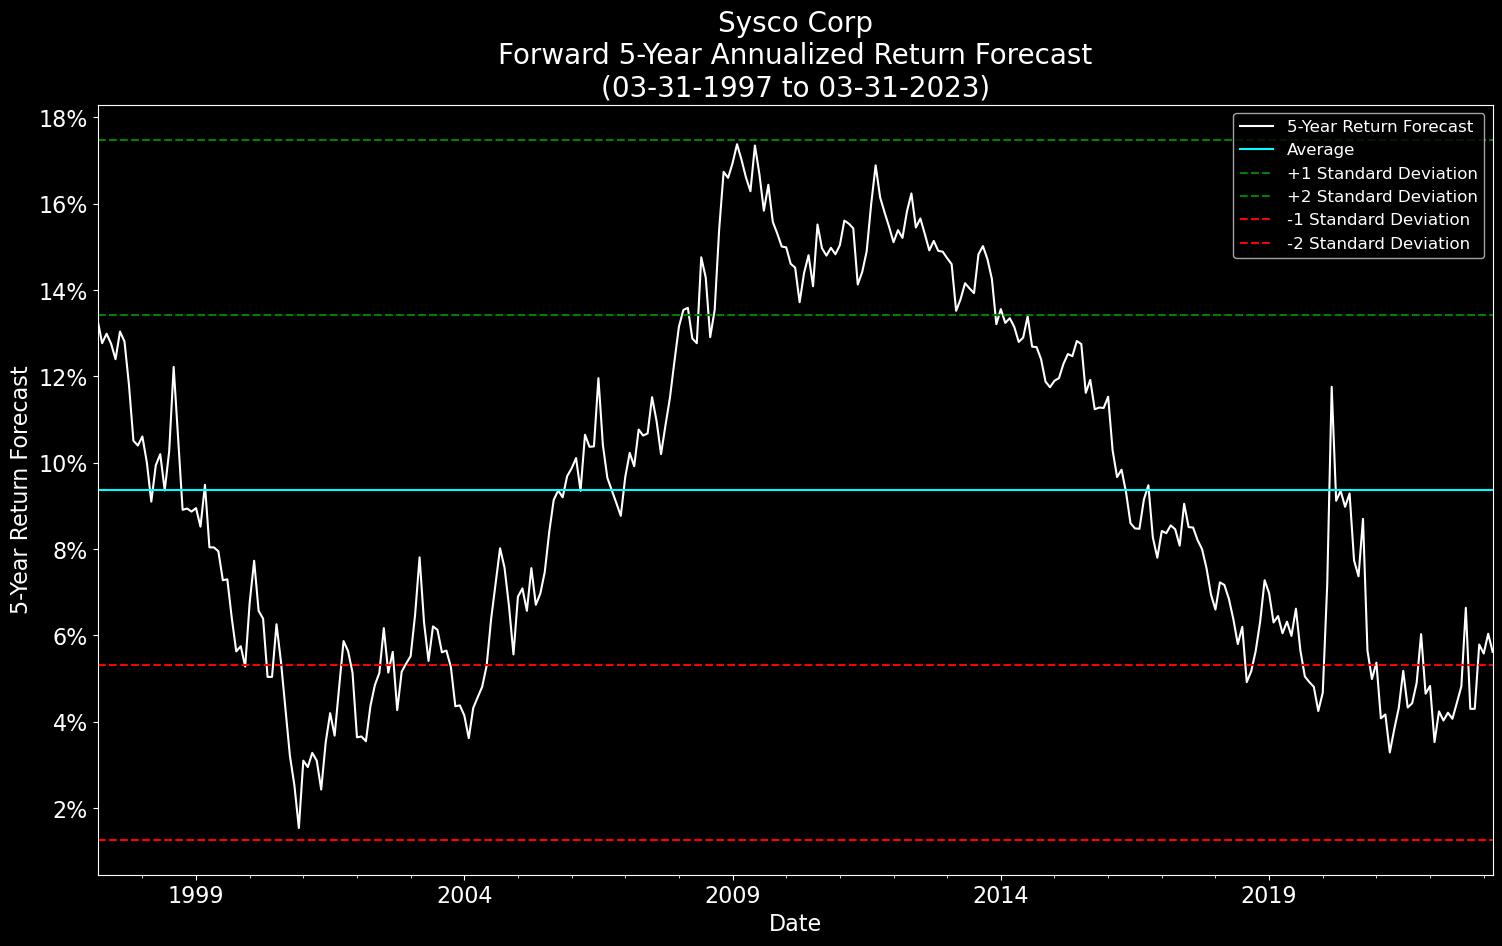 Sysco Corp
Forward 5-Year Annualized Return Forecast
(03-31-1997 to 03-31-2023)
5-Year Return Forecast
Average
+1 Standard Deviation
+2 Standard Deviation
-1 Standard Deviation
-2 Standard Deviation
18%
16%
14%
12%
10%
8%
6%
4%
2%
5-Year Return Forecast
1999
2004
2009
2014
2019
Date